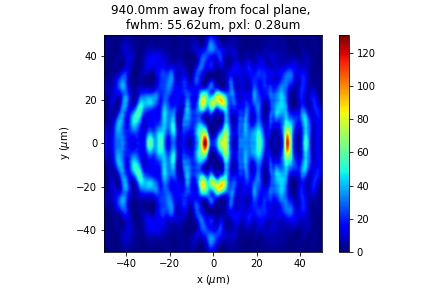 940.0mm away from focal plane,
fwhm: 55.62um, pxl: 0.28um
40
20
0
−20
−40
y (μm)
−40 −20 0 20 40
x (μm)
120
100
80
60
40
20
0